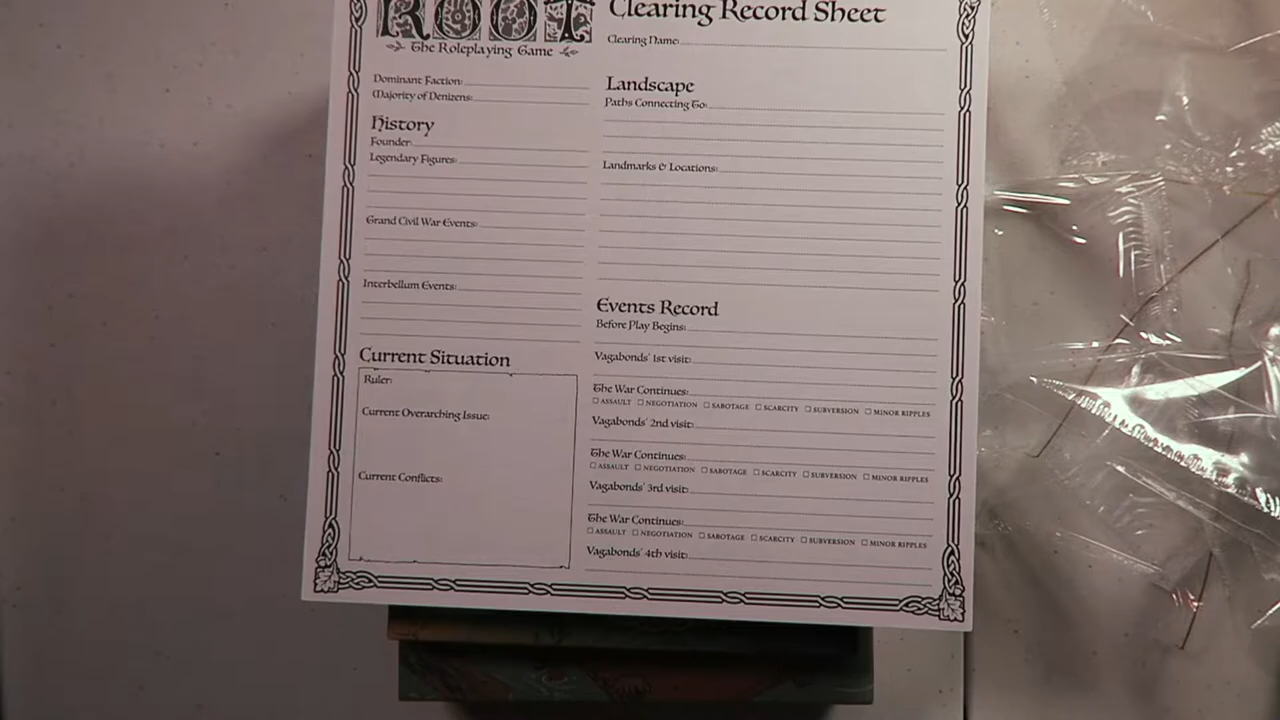 ROOT
The Roleplaying Game
Dominant Faction:
Majority of Denizens:
History
Founder:
Legendary Figures:
Grand Civil War Events:
Interbellum Events:
Current Situation
Ruler:
Current Overarching Issue:
Current Conflicts:
Clearing Record Sheet
Clearing Name:
Landscape
Paths Connecting To:
Landmarks & Locations:
Events Record
Before Play Begins:
Vagabonds' 1st visit:
The War Continues:
☐ ASSAULT ☐ NEGOTIATION ☐ SABOTAGE ☐ SCARCITY ☐ SUBVERSION ☐ MINOR RIPPLES
Vagabonds' 2nd visit:
The War Continues:
☐ ASSAULT ☐ NEGOTIATION ☐ SABOTAGE ☐ SCARCITY ☐ SUBVERSION ☐ MINOR RIPPLES
Vagabonds' 3rd visit:
The War Continues:
☐ ASSAULT ☐ NEGOTIATION ☐ SABOTAGE ☐ SCARCITY ☐ SUBVERSION ☐ MINOR RIPPLES
Vagabonds' 4th visit: